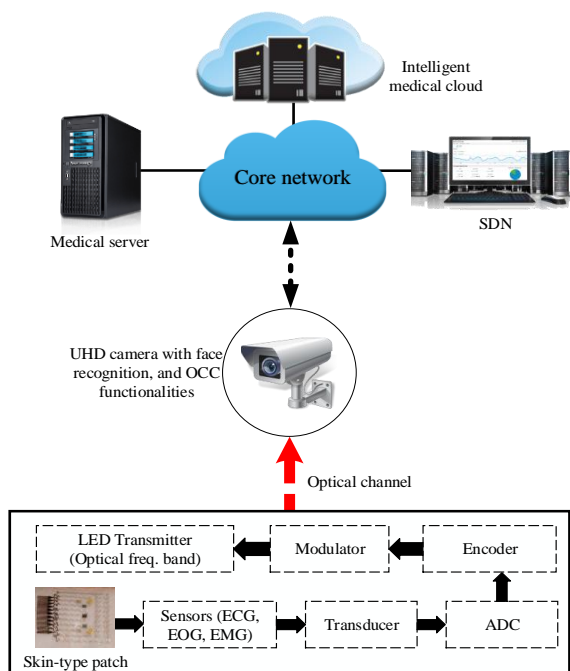 Intelligent
medical cloud
Core network
Medical server
SDN
UHD camera with face
recognition, and OCC
functionalities
Optical channel
LED Transmitter
(Optical freq. band)
Modulator
Encoder
Sensors (ECG,
EOG, EMG)
Transducer
ADC
Skin-type patch